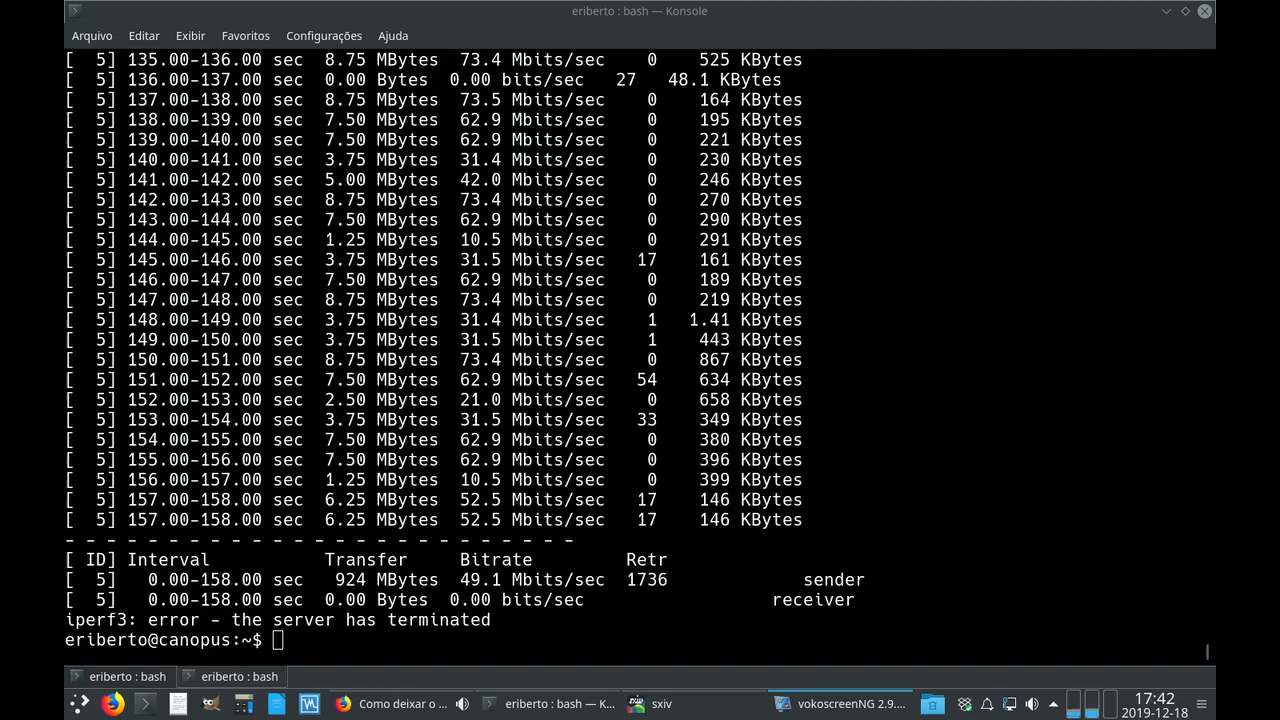 eriberto : bash — Konsole
Arquivo Editar Exibir Favoritos Configurações Ajuda
[  5] 135.00-136.00 sec  8.75 MBytes  73.4 Mbits/sec    0    525 KBytes
[  5] 136.00-137.00 sec  0.00 Bytes  0.00 bits/sec   27   48.1 KBytes
[  5] 137.00-138.00 sec  8.75 MBytes  73.5 Mbits/sec    0    164 KBytes
[  5] 138.00-139.00 sec  7.50 MBytes  62.9 Mbits/sec    0    195 KBytes
[  5] 139.00-140.00 sec  7.50 MBytes  62.9 Mbits/sec    0    221 KBytes
[  5] 140.00-141.00 sec  3.75 MBytes  31.4 Mbits/sec    0    230 KBytes
[  5] 141.00-142.00 sec  5.00 MBytes  42.0 Mbits/sec    0    246 KBytes
[  5] 142.00-143.00 sec  8.75 MBytes  73.4 Mbits/sec    0    270 KBytes
[  5] 143.00-144.00 sec  7.50 MBytes  62.9 Mbits/sec    0    290 KBytes
[  5] 144.00-145.00 sec  1.25 MBytes  10.5 Mbits/sec    0    291 KBytes
[  5] 145.00-146.00 sec  3.75 MBytes  31.5 Mbits/sec   17    161 KBytes
[  5] 146.00-147.00 sec  7.50 MBytes  62.9 Mbits/sec    0    189 KBytes
[  5] 147.00-148.00 sec  8.75 MBytes  73.4 Mbits/sec    0    219 KBytes
[  5] 148.00-149.00 sec  3.75 MBytes  31.4 Mbits/sec    1   1.41 KBytes
[  5] 149.00-150.00 sec  3.75 MBytes  31.5 Mbits/sec    1    443 KBytes
[  5] 150.00-151.00 sec  8.75 MBytes  73.4 Mbits/sec    0    867 KBytes
[  5] 151.00-152.00 sec  7.50 MBytes  62.9 Mbits/sec   54    634 KBytes
[  5] 152.00-153.00 sec  2.50 MBytes  21.0 Mbits/sec    0    658 KBytes
[  5] 153.00-154.00 sec  3.75 MBytes  31.5 Mbits/sec   33    349 KBytes
[  5] 154.00-155.00 sec  7.50 MBytes  62.9 Mbits/sec    0    380 KBytes
[  5] 155.00-156.00 sec  7.50 MBytes  62.9 Mbits/sec    0    396 KBytes
[  5] 156.00-157.00 sec  1.25 MBytes  10.5 Mbits/sec    0    399 KBytes
[  5] 157.00-158.00 sec  6.25 MBytes  52.5 Mbits/sec   17    146 KBytes
[  5] 157.00-158.00 sec  6.25 MBytes  52.5 Mbits/sec   17    146 KBytes
- - - - - - - - - - - - - - - - - - - - - - - - -
[ ID] Interval           Transfer     Bitrate         Retr
[  5]   0.00-158.00 sec   924 MBytes  49.1 Mbits/sec  1736             sender
[  5]   0.00-158.00 sec  0.00 Bytes  0.00 bits/sec                  receiver
iperf3: error - the server has terminated
eriberto@canopus:~$
eriberto : bash eriberto : bash
Como deixar o ... eriberto : bash — K... sxiv vokoscreenNG 2.9.... 17:42
2019-12-18